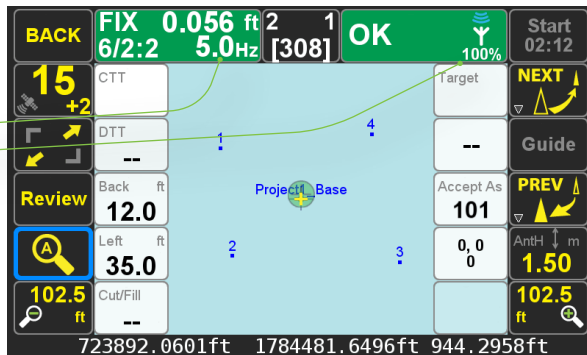 BACK
FIX 0.056 ft
6/2:2 5.0Hz
2 1
[308]
OK
100%
Start
02:12
15
+2
CTT
Target
NEXT
1
4
DTT
--
--
Guide
Review
Back ft
12.0
Project1_Base
Accept As
101
PREV
A
Left ft
35.0
2
3
0, 0
0
AntH m
1.50
102.5
ft
Cut/Fill
--
102.5
ft
723892.0601ft 1784481.6496ft 944.2958ft